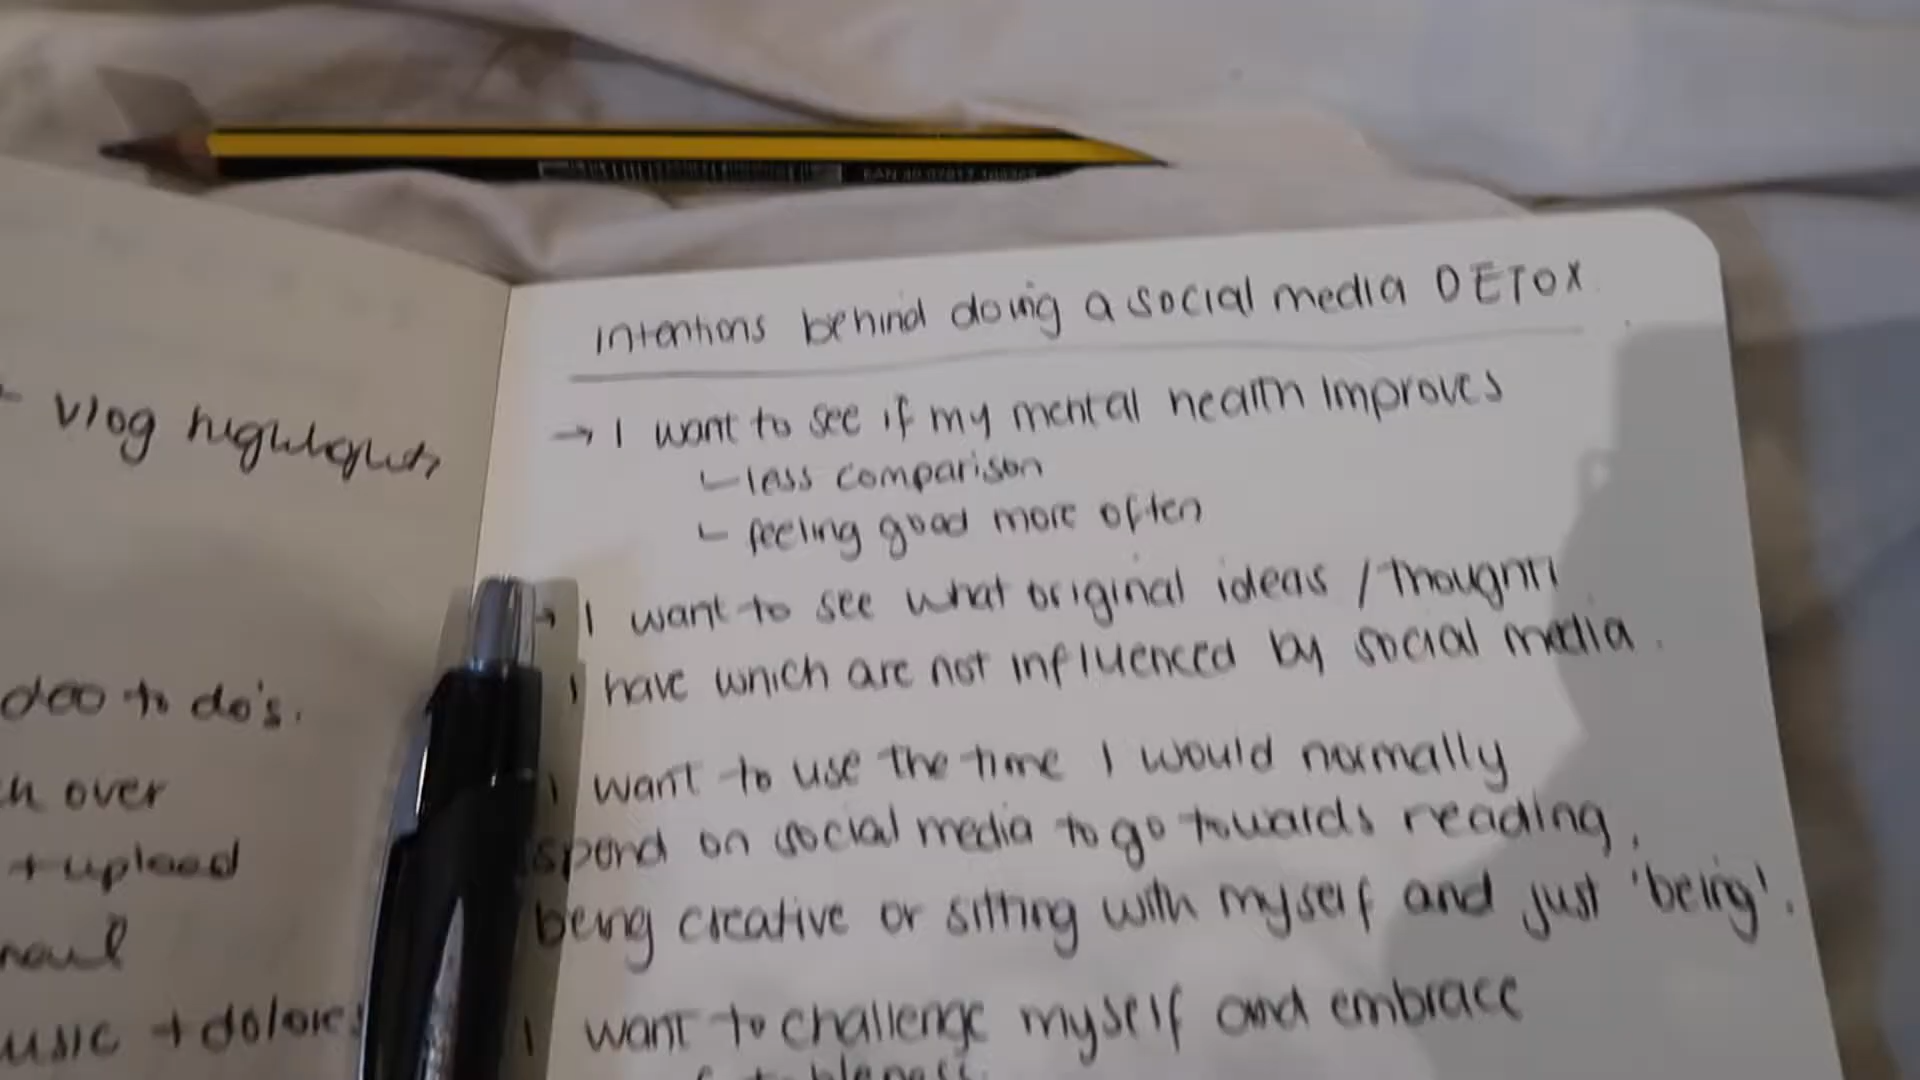 vlog highlights
to do's.
over
+ upload
+ dolores
Intentions behind doing a social media DETOX
→ I want to see if my mental health improves
less comparison
feeling good more often
→ I want to see what original ideas / thoughts
I have which are not influenced by social media.
I want to use the time I would normally
spend on social media to go towards reading,
being creative or sitting with myself and just 'being'.
I want to challenge myself and embrace